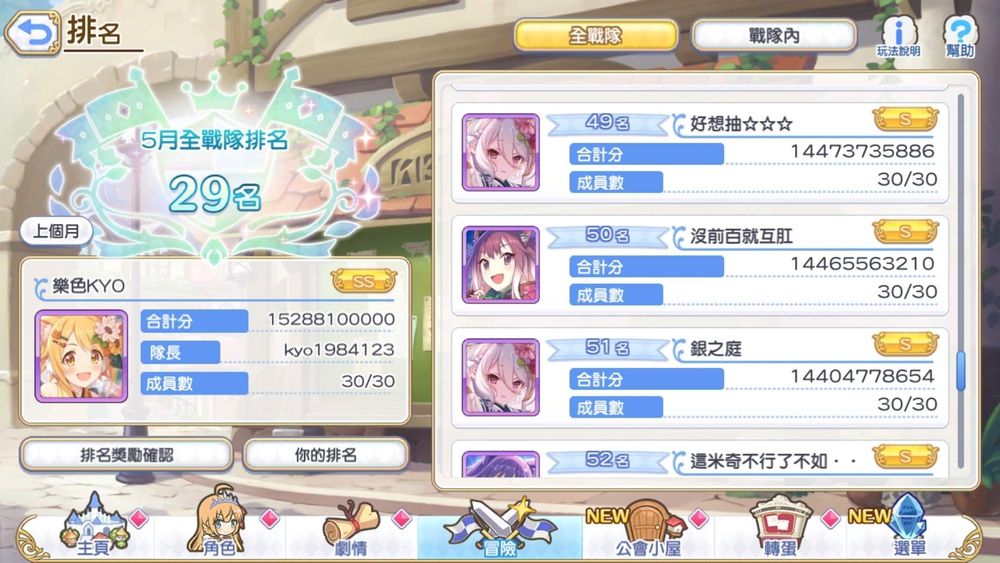 排名
全戰隊
戰隊內
玩法說明
幫助
5月全戰隊排名
29名
上個月
樂色KYO
SS
合計分 15288100000
隊長 kyo1984123
成員數 30/30
排名獎勵確認
你的排名
49名 好想抽☆☆☆ S
合計分 14473735886
成員數 30/30
50名 沒前百就互肛 S
合計分 14465563210
成員數 30/30
51名 銀之庭 S
合計分 14404778654
成員數 30/30
52名 這米奇不行了不如‧‧ S
主頁
角色
劇情
冒險
NEW
公會小屋
轉蛋
NEW
選單